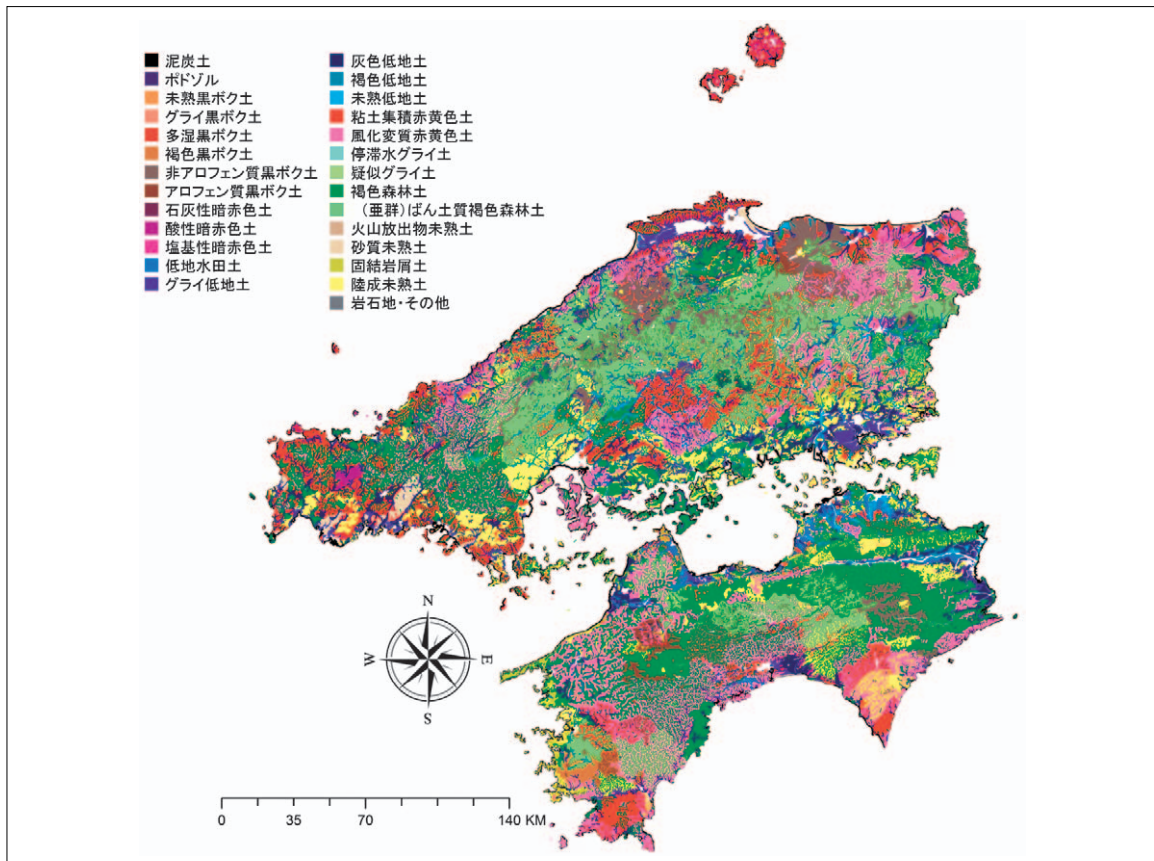 泥炭土
ポドゾル
未熟黒ボク土
グライ黒ボク土
多湿黒ボク土
褐色黒ボク土
非アロフェン質黒ボク土
アロフェン質黒ボク土
石灰性暗赤色土
酸性暗赤色土
塩基性暗赤色土
低地水田土
グライ低地土
灰色低地土
褐色低地土
未熟低地土
粘土集積赤黄色土
風化変質赤黄色土
停滞水グライ土
疑似グライ土
褐色森林土
（亜群）ばん土質褐色森林土
火山放出物未熟土
砂質未熟土
固結岩屑土
陸成未熟土
岩石地・その他
N
W E
S
0 35 70 140 KM